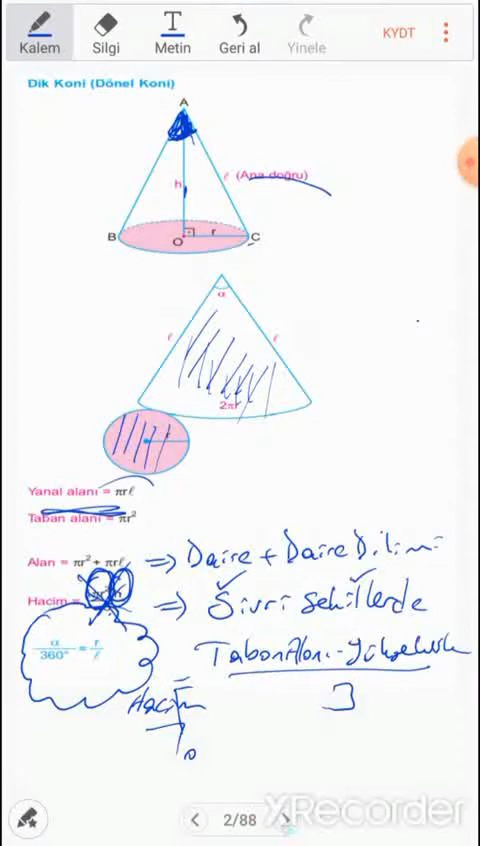 Kalem Silgi Metin Geri al Yinele KYDT
Dik Koni (Dönel Koni)
A
h
ℓ (Ana doğru)
B O r C
α
ℓ ℓ
2πr
Yanal alanı = πrℓ
Taban alanı = πr²
Alan = πr² + πrℓ ⇒ Daire + Daire Dilimi
Hacim = ⇒ Sivri Şekillerde
α/360° = r/ℓ
Taban Alanı . Yükseklik
3
Hacim =
2/88
XRecorder